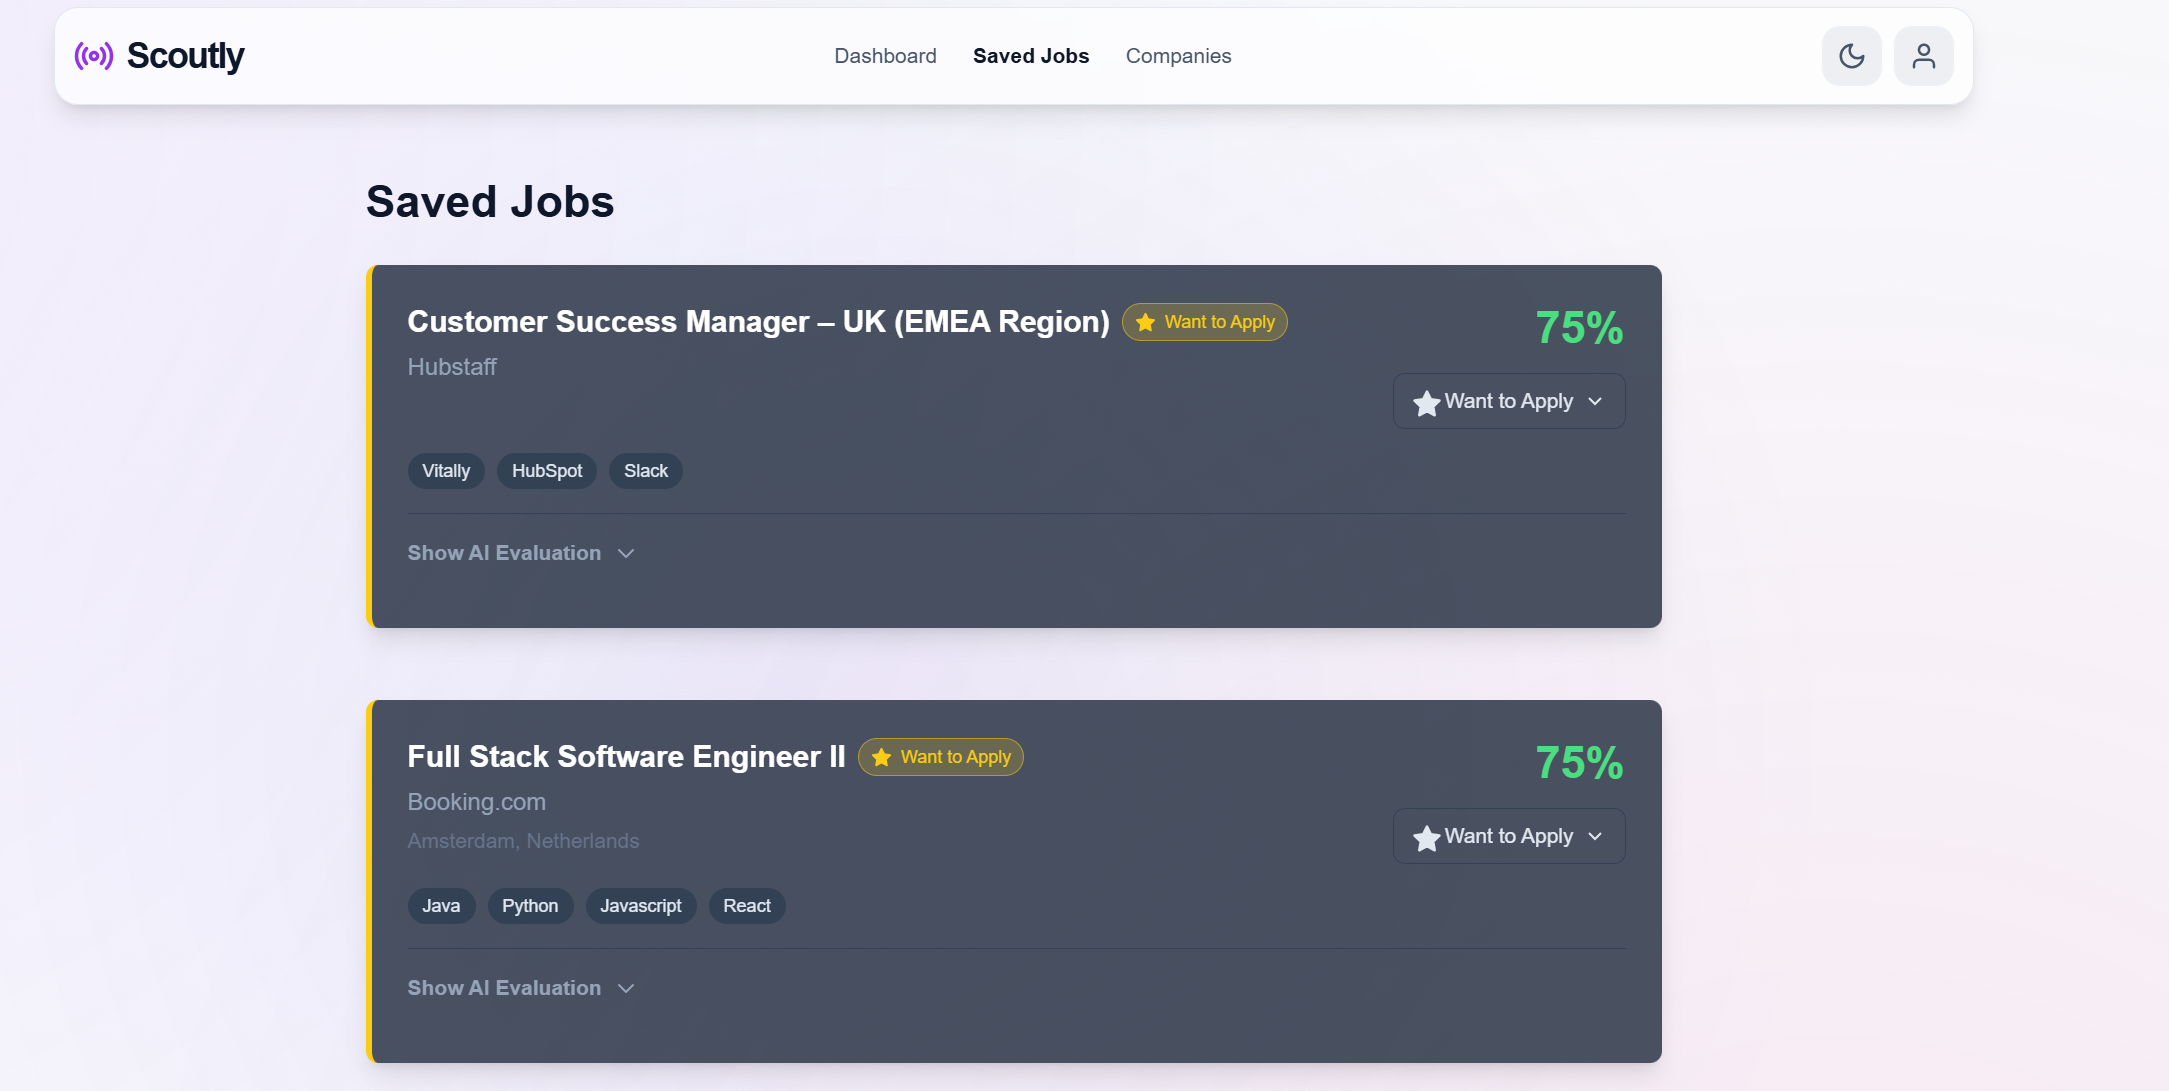 Scoutly
Dashboard Saved Jobs Companies
Saved Jobs
Customer Success Manager – UK (EMEA Region) Want to Apply
75%
Hubstaff
Want to Apply
Vitally HubSpot Slack
Show AI Evaluation
Full Stack Software Engineer II Want to Apply
75%
Booking.com
Want to Apply
Amsterdam, Netherlands
Java Python Javascript React
Show AI Evaluation